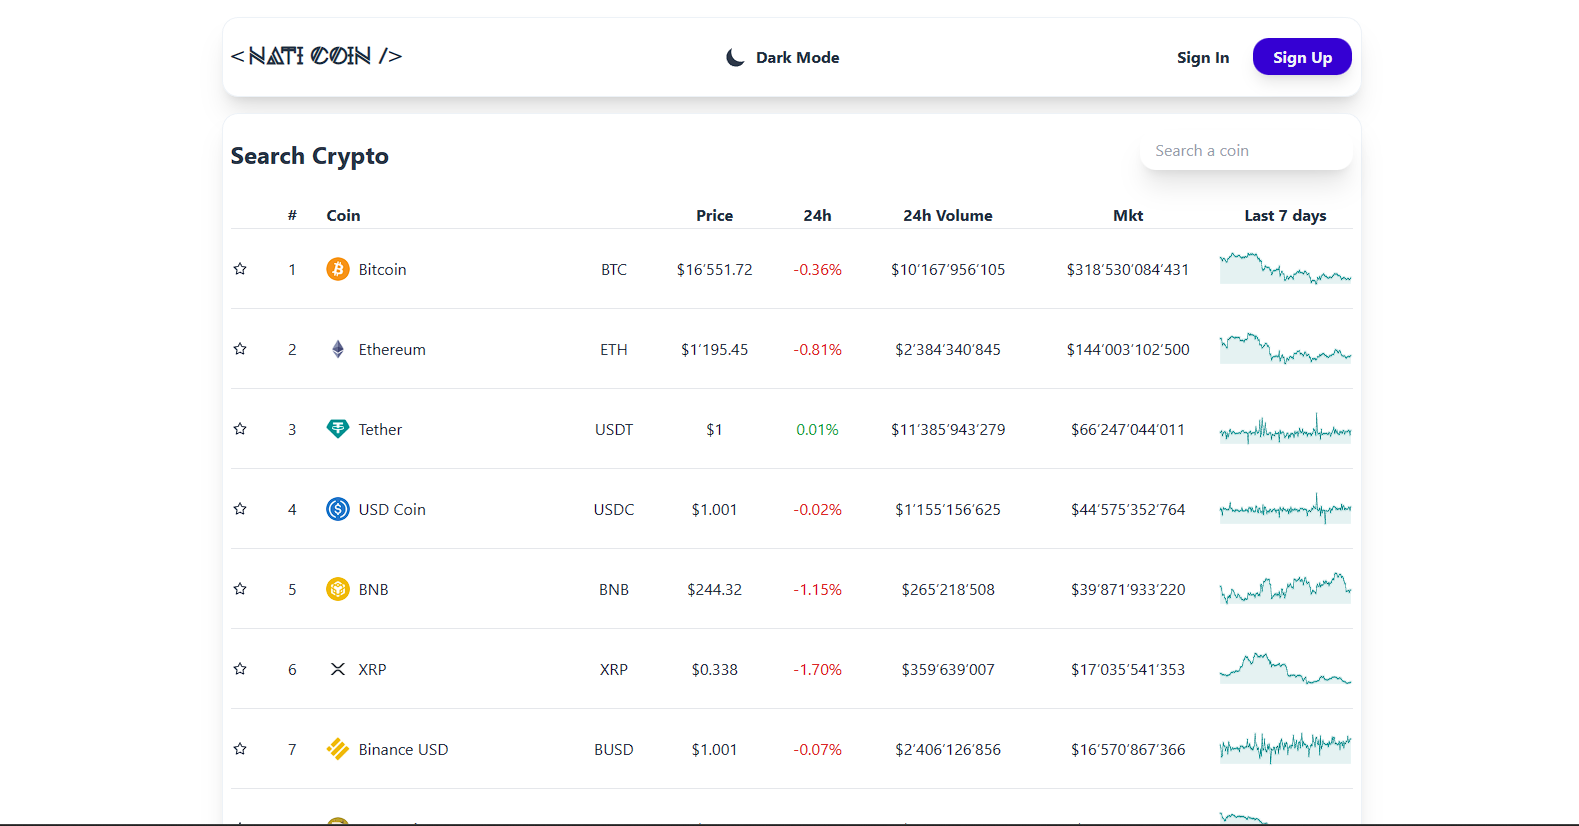 < NATI COIN />
Dark Mode
Sign In
Sign Up
Search Crypto
Search a coin
# Coin Price 24h 24h Volume Mkt Last 7 days
1 Bitcoin BTC $16’551.72 -0.36% $10’167’956’105 $318’530’084’431
2 Ethereum ETH $1’195.45 -0.81% $2’384’340’845 $144’003’102’500
3 Tether USDT $1 0.01% $11’385’943’279 $66’247’044’011
4 USD Coin USDC $1.001 -0.02% $1’155’156’625 $44’575’352’764
5 BNB BNB $244.32 -1.15% $265’218’508 $39’871’933’220
6 XRP XRP $0.338 -1.70% $359’639’007 $17’035’541’353
7 Binance USD BUSD $1.001 -0.07% $2’406’126’856 $16’570’867’366